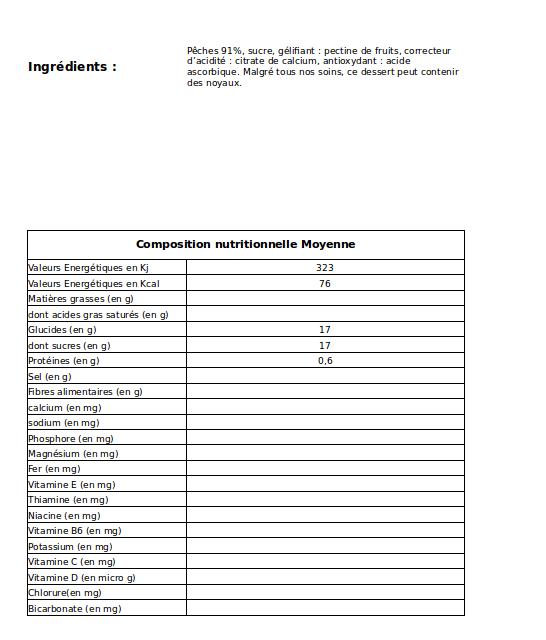 Ingrédients :
Pêches 91%, sucre, gélifiant : pectine de fruits, correcteur
d'acidité : citrate de calcium, antioxydant : acide
ascorbique. Malgré tous nos soins, ce dessert peut contenir
des noyaux.
Composition nutritionnelle Moyenne
Valeurs Energétiques en Kj 323
Valeurs Energétiques en Kcal 76
Matières grasses (en g)
dont acides gras saturés (en g)
Glucides (en g) 17
dont sucres (en g) 17
Protéines (en g) 0,6
Sel (en g)
Fibres alimentaires (en g)
calcium (en mg)
sodium (en mg)
Phosphore (en mg)
Magnésium (en mg)
Fer (en mg)
Vitamine E (en mg)
Thiamine (en mg)
Niacine (en mg)
Vitamine B6 (en mg)
Potassium (en mg)
Vitamine C (en mg)
Vitamine D (en micro g)
Chlorure(en mg)
Bicarbonate (en mg)